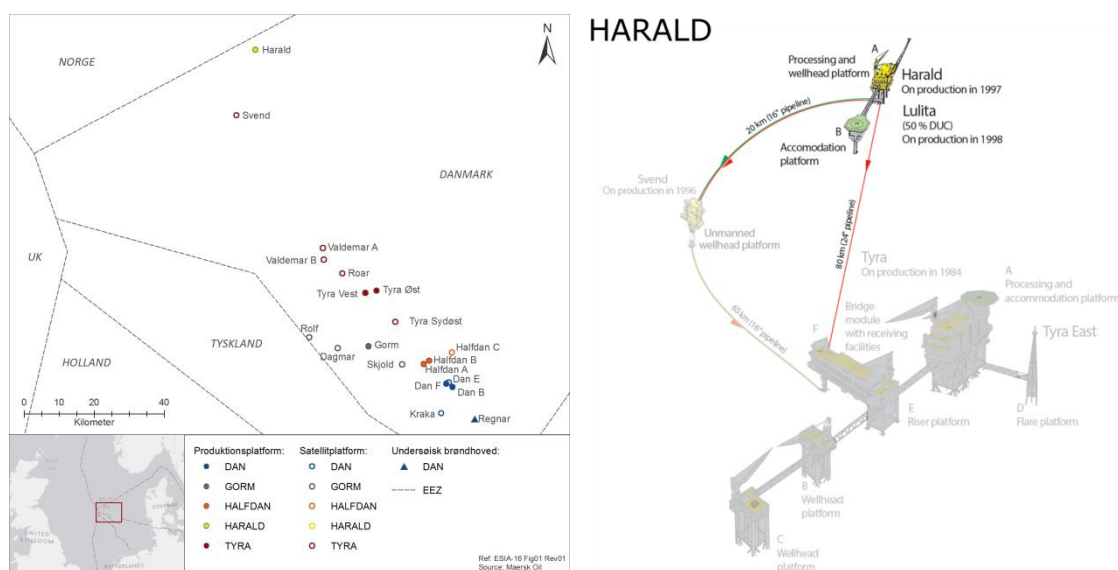 NORGE
Harald
N
Svend
DANMARK
UK
Valdemar A
Valdemar B
Roar
Tyra Øst
Tyra Vest
Tyra Sydøst
Rolf
TYSKLAND
Dagmar
Gorm
Halfdan C
Halfdan B
Skjold
Halfdan A
HOLLAND
Dan E
Dan F
Dan B
Kraka
Regnar
0 5 10 20 30 40
Kilometer
UNITED
KINGDOM
NETHERLANDS
Produktionsplatform:
DAN
GORM
HALFDAN
HARALD
TYRA
Satellitplatform:
DAN
GORM
HALFDAN
HARALD
TYRA
Undersøisk brøndhoved:
DAN
EEZ
Ref: ESIA-16 Fig01 Rev01
Source: Maersk Oil
HARALD
A
Processing and
wellhead platform
Harald
On production in 1997
Lulita
(50 % DUC)
On production in 1998
B
Accomodation
platform
20 km (16" pipeline)
Svend
On production in 1996
Unmanned
wellhead platform
80 km (24" pipeline)
65 km (16" pipeline)
Tyra
On production in 1984
A
Processing and
accommodation platform
Bridge
module
with receiving
facilities
F
Tyra East
E
Riser platform
D
Flare platform
B
Wellhead
platform
C
Wellhead
platform